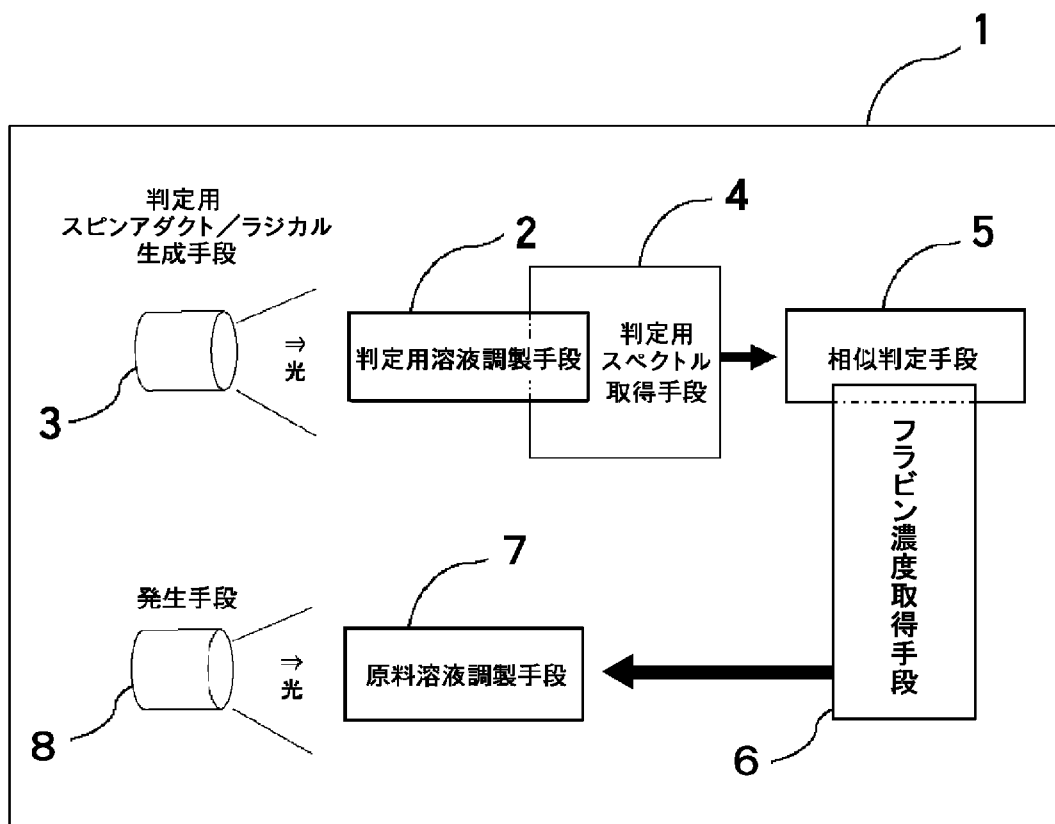 1
判定用
スピンアダクト／ラジカル
生成手段
2
4
5
⇒
光
判定用溶液調製手段
判定用
スペクトル
取得手段
相似判定手段
3
フラビン濃度取得手段
7
発生手段
⇒
光
原料溶液調製手段
8
6